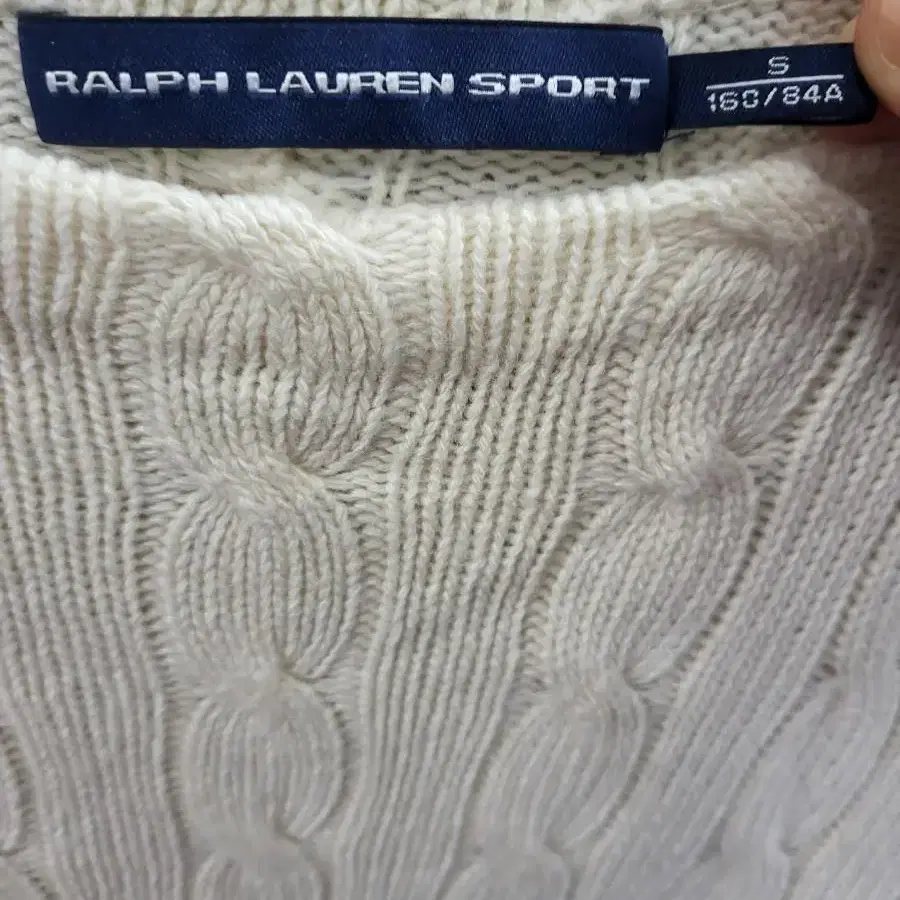 RALPH LAUREN SPORT
S
160/84A